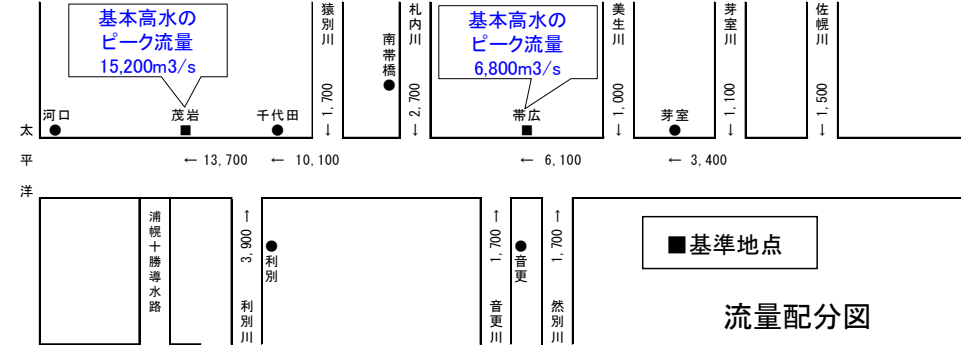 基本高水の
ピーク流量
15,200m3/s
猿別川
← 1,700
南帯橋
札内川
← 2,700
基本高水の
ピーク流量
6,800m3/s
美生川
← 1,000
芽室川
← 1,100
佐幌川
← 1,500
河口
茂岩
千代田
帯広
芽室
太平洋
← 13,700
← 10,100
← 6,100
← 3,400
浦幌十勝導水路
3,900 →
利別川
利別
1,700 →
音更川
音更
1,700 →
然別川
■基準地点
流量配分図